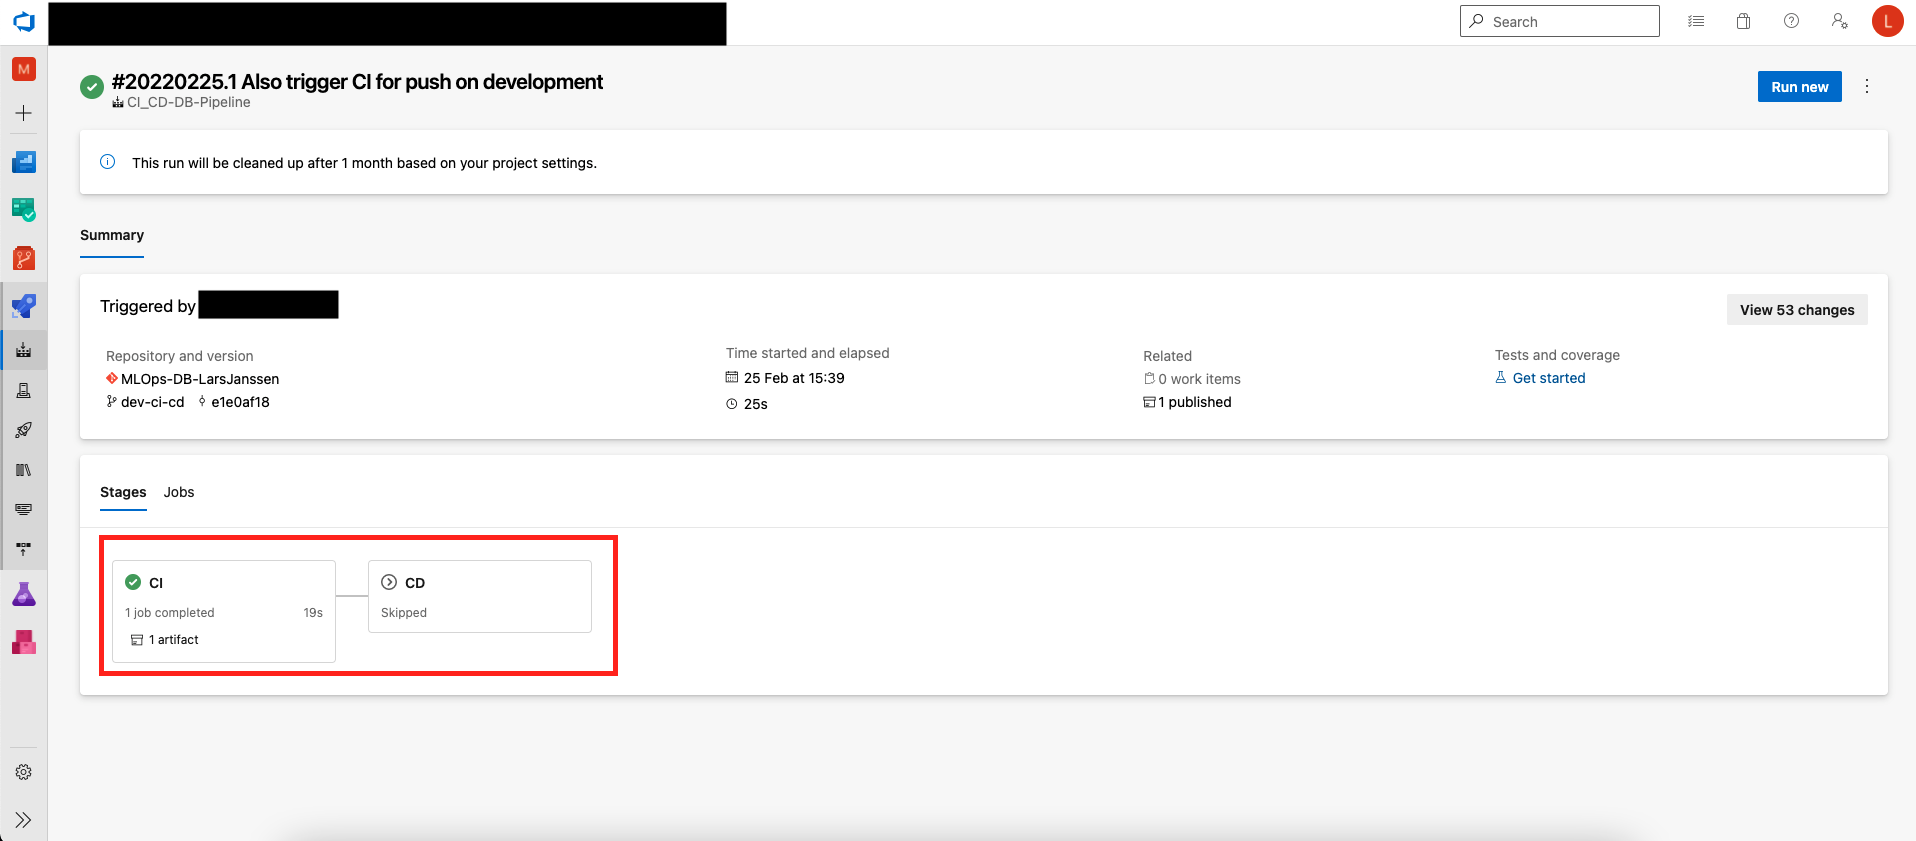 Search
L
M
#20220225.1 Also trigger CI for push on development
CI_CD-DB-Pipeline
Run new
This run will be cleaned up after 1 month based on your project settings.
Summary
Triggered by
View 53 changes
Repository and version
MLOps-DB-LarsJanssen
dev-ci-cd e1e0af18
Time started and elapsed
25 Feb at 15:39
25s
Related
0 work items
1 published
Tests and coverage
Get started
Stages Jobs
CI
1 job completed 19s
1 artifact
CD
Skipped